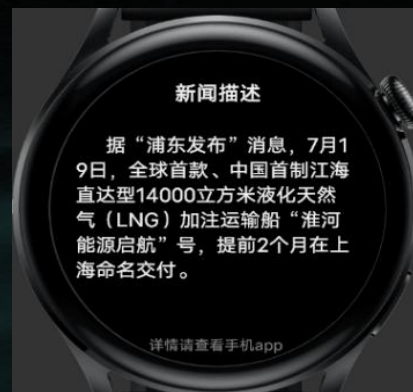 新闻描述
据“浦东发布”消息，7月1
9日，全球首款、中国首制江海
直达型14000立方米液化天然
气（LNG）加注运输船“淮河
能源启航”号，提前2个月在上
海命名交付。
详情请查看手机app